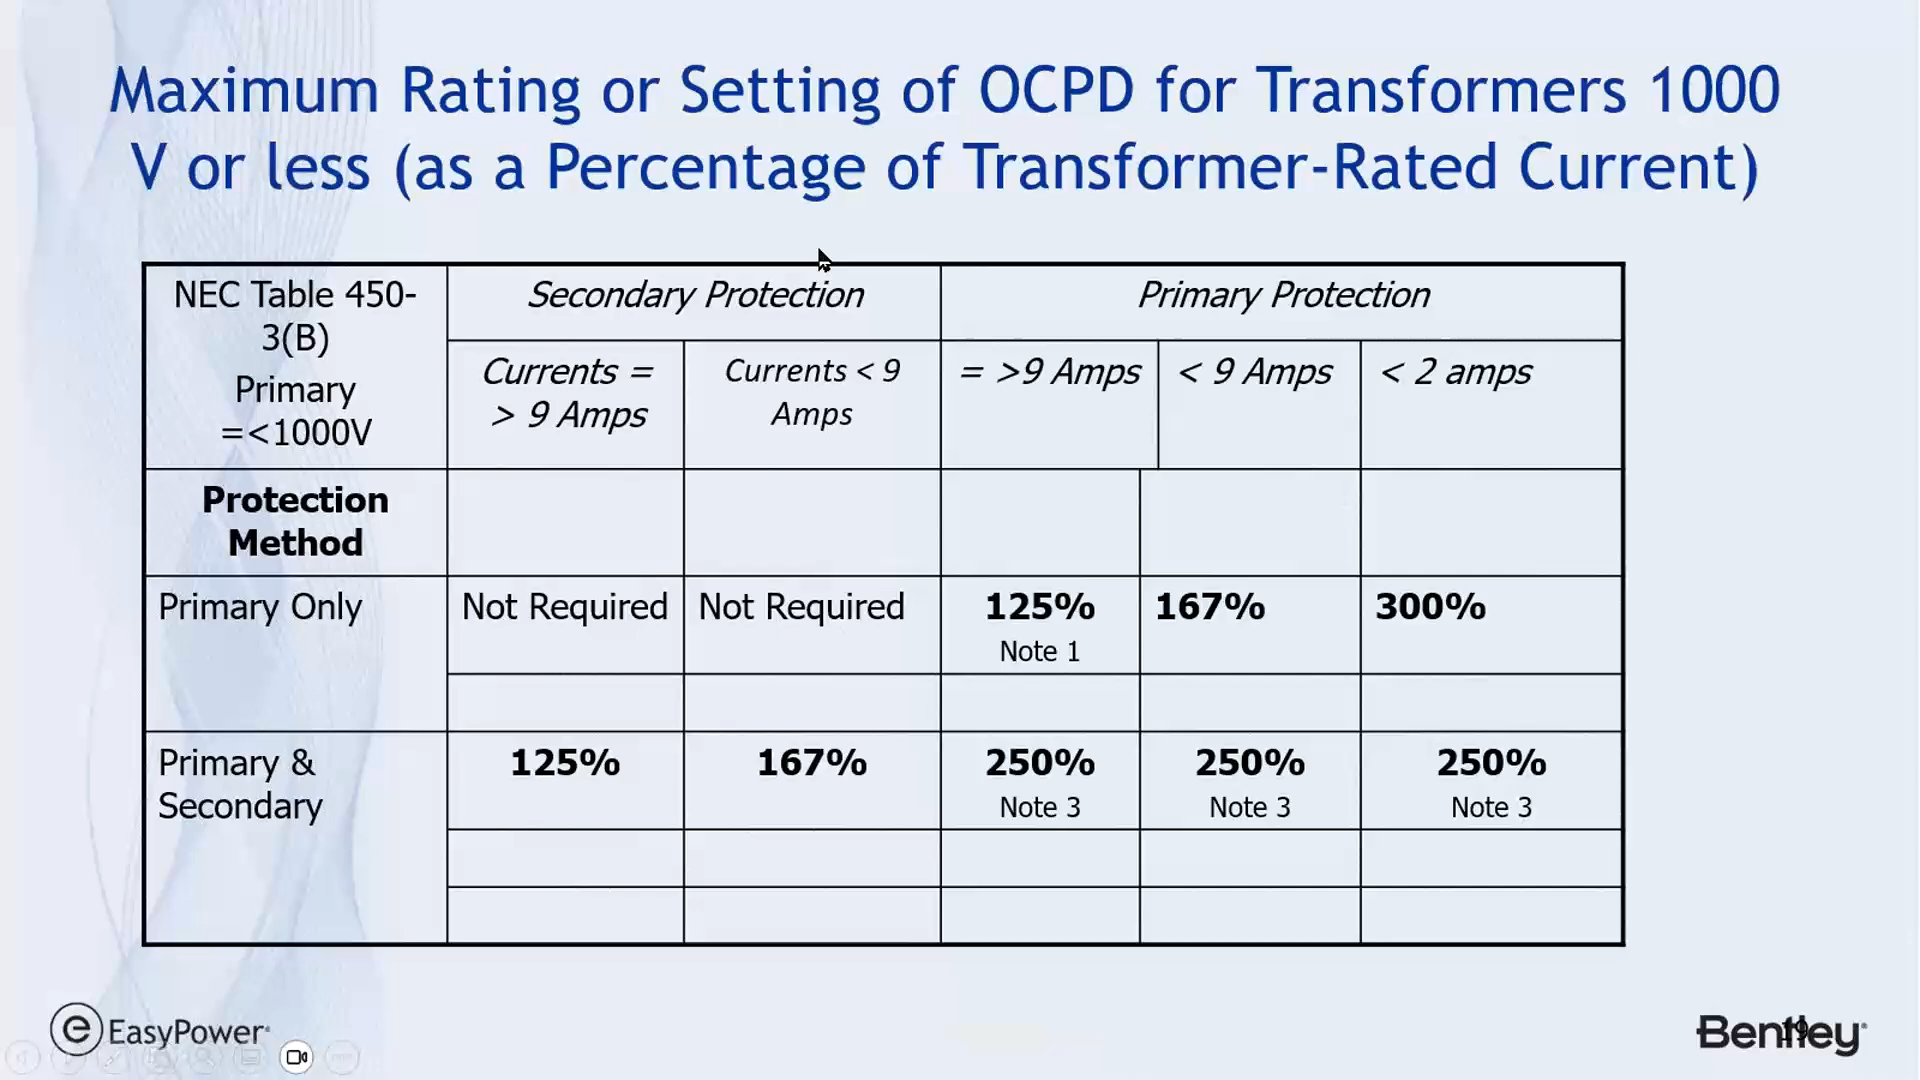 Maximum Rating or Setting of OCPD for Transformers 1000
V or less (as a Percentage of Transformer-Rated Current)
NEC Table 450-
3(B)
Primary
=<1000V
Secondary Protection
Primary Protection
Currents =
> 9 Amps
Currents < 9
Amps
= >9 Amps
< 9 Amps
< 2 amps
Protection
Method
Primary Only
Not Required
Not Required
125%
Note 1
167%
300%
Primary &
Secondary
125%
167%
250%
Note 3
250%
Note 3
250%
Note 3
e EasyPower
Bentley
19